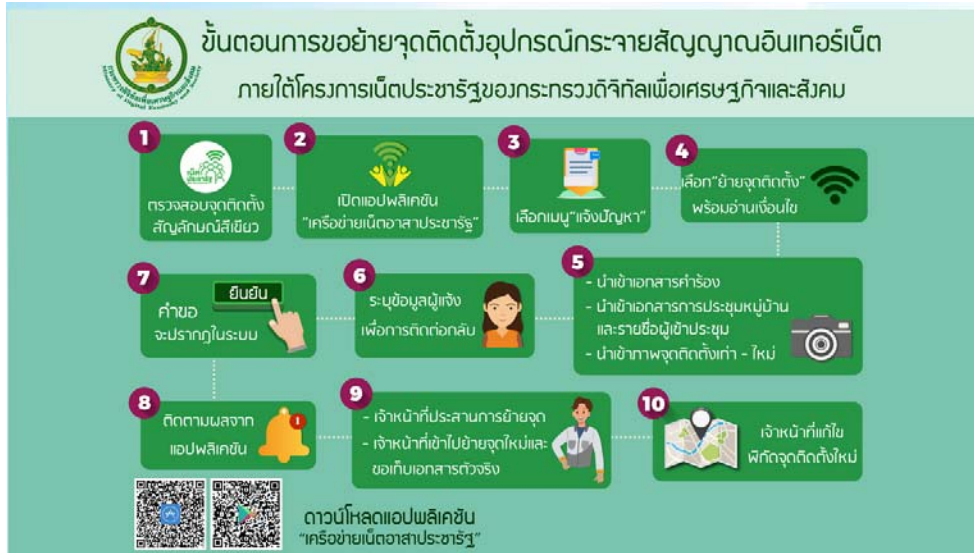 ขั้นตอนการขอย้ายจุดติดตั้งอุปกรณ์กระจายสัญญาณอินเทอร์เน็ต
ภายใต้โครงการเน็ตประชารัฐของกระทรวงดิจิทัลเพื่อเศรษฐกิจและสังคม
1
เน็ต
ประชารัฐ
ตรวจสอบจุดติดตั้ง
สัญลักษณ์สีเขียว
2
เปิดแอปพลิเคชัน
"เครือข่ายเน็ตอาสาประชารัฐ"
3
เลือกเมนู"แจ้งปัญหา"
4
เลือก"ย้ายจุดติดตั้ง"
พร้อมอ่านเงื่อนไข
5
- นำเข้าเอกสารคำร้อง
- นำเข้าเอกสารการประชุมหมู่บ้าน
และรายชื่อผู้เข้าประชุม
- นำเข้าภาพจุดติดตั้งเก่า - ใหม่
6
ระบุข้อมูลผู้แจ้ง
เพื่อการติดต่อกลับ
7
ยืนยัน
คำขอ
จะปรากฏในระบบ
8
ติดตามผลจาก
แอปพลิเคชัน
1
9
- เจ้าหน้าที่ประสานการย้ายจุด
- เจ้าหน้าที่เข้าไปย้ายจุดใหม่และ
ขอเก็บเอกสารตัวจริง
10
เจ้าหน้าที่แก้ไข
พิกัดจุดติดตั้งใหม่
ดาวน์โหลดแอปพลิเคชัน
"เครือข่ายเน็ตอาสาประชารัฐ"